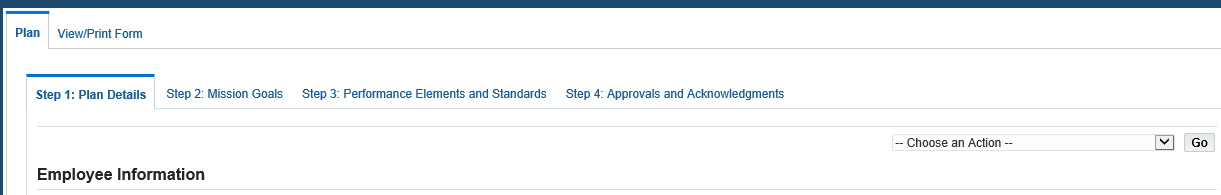 Plan View/Print Form
Step 1: Plan Details Step 2: Mission Goals Step 3: Performance Elements and Standards Step 4: Approvals and Acknowledgments
-- Choose an Action -- Go
Employee Information